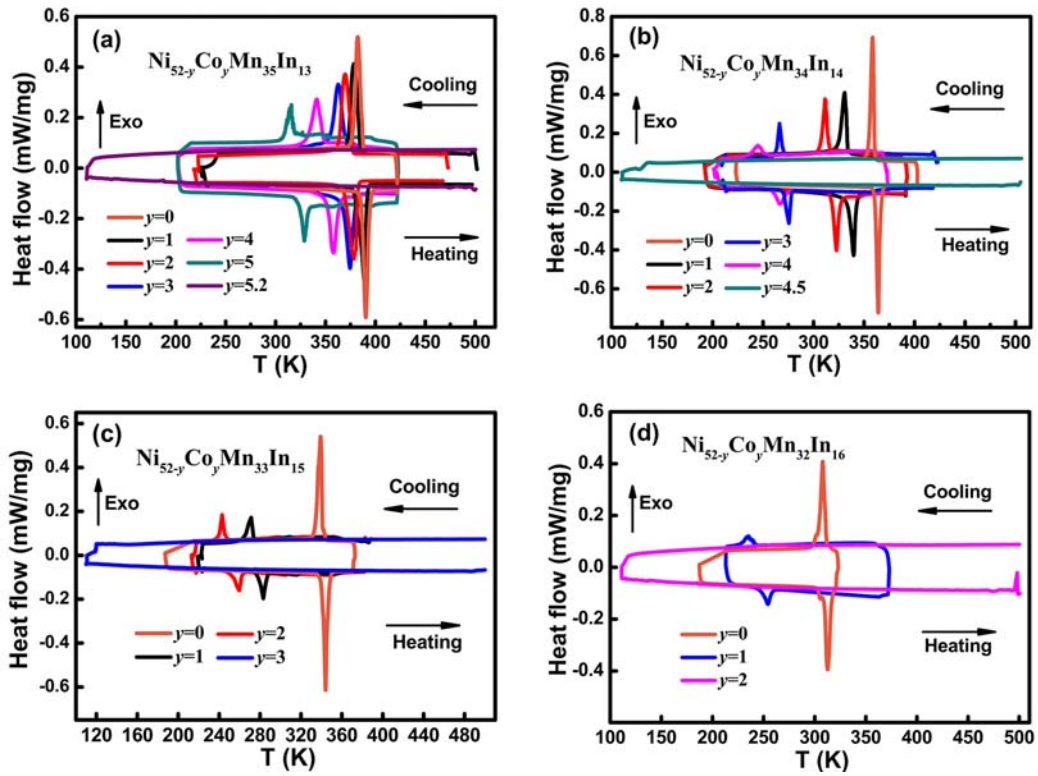 (a)
Ni52-yCoyMn35In13
Cooling
Exo
Heating
y=0
y=1
y=2
y=3
y=4
y=5
y=5.2
Heat flow (mW/mg)
0.6
0.4
0.2
0.0
-0.2
-0.4
-0.6
100 150 200 250 300 350 400 450 500
T (K)
(b)
Ni52-yCoyMn34In14
Cooling
Exo
Heating
y=0
y=1
y=2
y=3
y=4
y=4.5
Heat flow (mW/mg)
0.8
0.6
0.4
0.2
0.0
-0.2
-0.4
-0.6
100 150 200 250 300 350 400 450 500
T (K)
(c)
Ni52-yCoyMn33In15
Cooling
Exo
Heating
y=0
y=1
y=2
y=3
Heat flow (mW/mg)
0.6
0.4
0.2
0.0
-0.2
-0.4
-0.6
120 160 200 240 280 320 360 400 440 480
T (K)
(d)
Ni52-yCoyMn32In16
Cooling
Exo
Heating
y=0
y=1
y=2
Heat flow (mW/mg)
0.6
0.4
0.2
0.0
-0.2
-0.4
100 150 200 250 300 350 400 450 500
T (K)